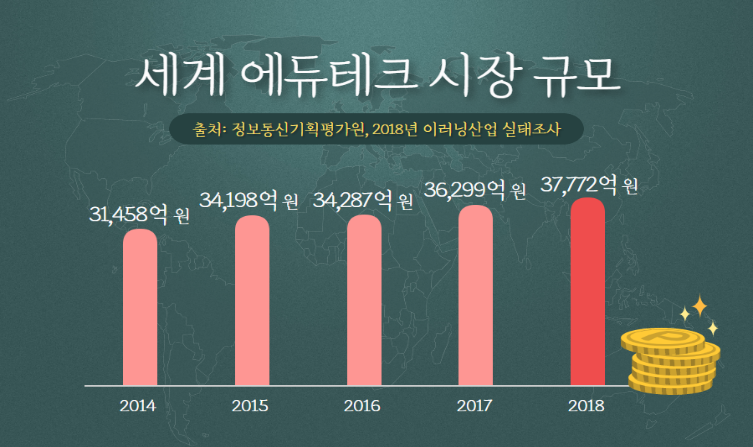 세계 에듀테크 시장 규모
출처: 정보통신기획평가원, 2018년 이러닝산업 실태조사
31,458억 원
34,198억 원
34,287억 원
36,299억 원
37,772억 원
2014
2015
2016
2017
2018